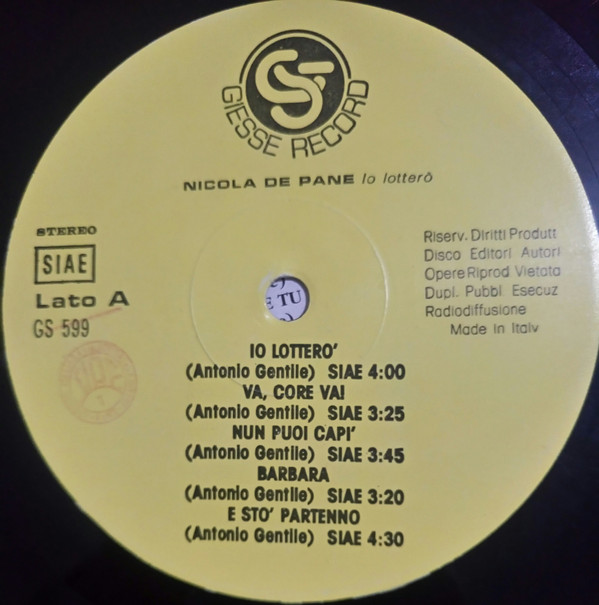 GS
GIESSE RECORD
NICOLA DE PANE Io lotterò
STEREO
SIAE
Lato A
GS 599
Riserv. Diritti Produtt
Disco Editori Autori
Opere Riprod Vietata
Dupl. Pubbl Esecuz
Radiodiffusione
Made in Italy
E TU
IO LOTTERO'
(Antonio Gentile) SIAE 4:00
VA, CORE VA!
(Antonio Gentile) SIAE 3:25
NUN PUOI CAPI'
(Antonio Gentile) SIAE 3:45
BARBARA
(Antonio Gentile) SIAE 3:20
E STO' PARTENNO
(Antonio Gentile) SIAE 4:30